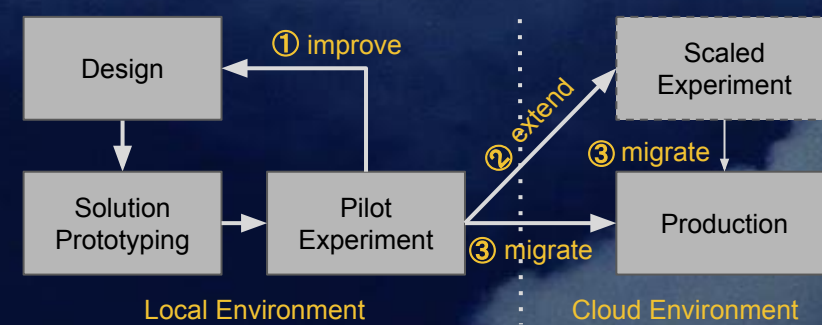 ① improve
Design
Scaled
Experiment
② extend
③ migrate
Solution
Prototyping
Pilot
Experiment
Production
③ migrate
Local Environment
Cloud Environment